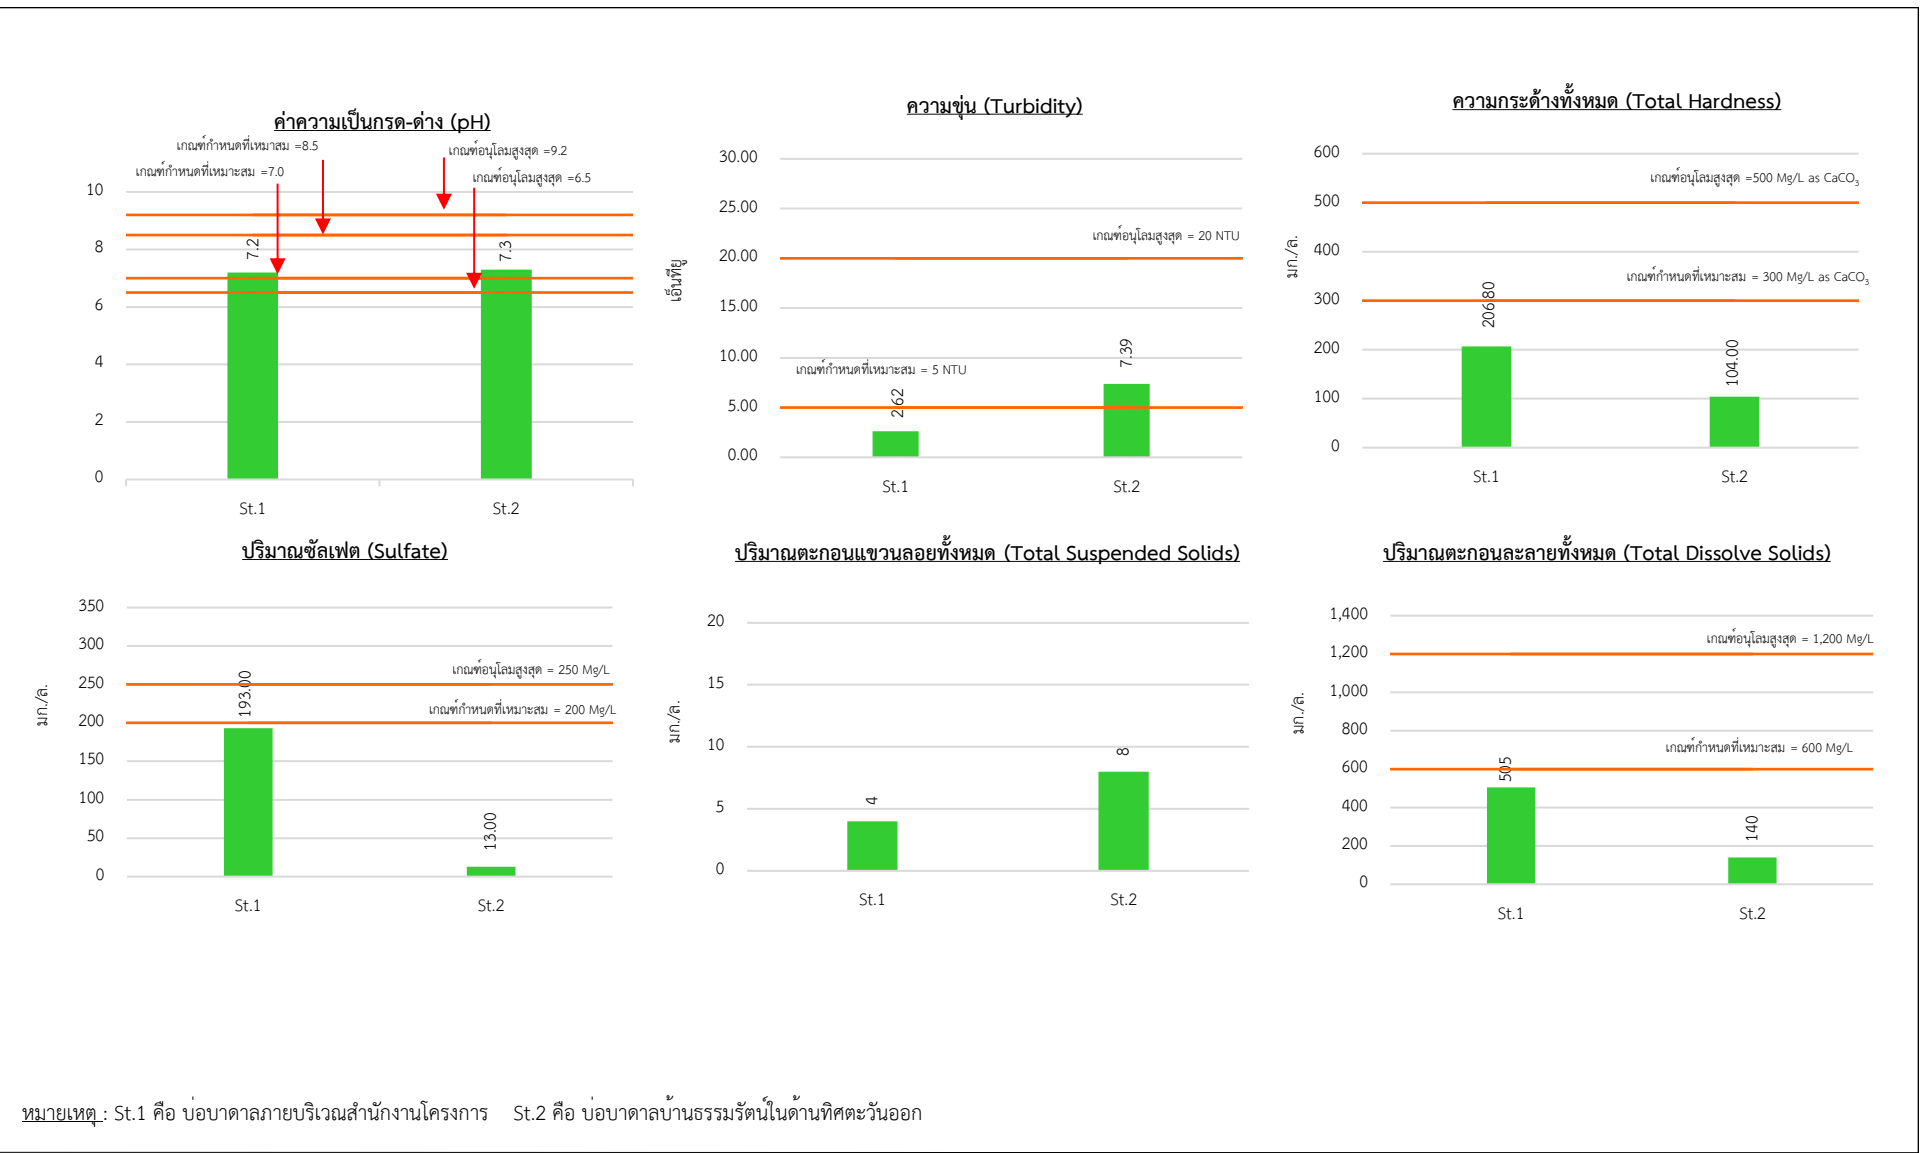 ค่าความเป็นกรด-ด่าง (pH)
เกณฑ์กำหนดที่เหมาสม =8.5
เกณฑ์อนุโลมสูงสุด =9.2
เกณฑ์กำหนดที่เหมาะสม =7.0
เกณฑ์อนุโลมสูงสุด =6.5
10
8
6
4
2
0
7.2
7.3
St.1
St.2
ความขุ่น (Turbidity)
เอ็นทียู
30.00
25.00
20.00
15.00
10.00
5.00
0.00
เกณฑ์อนุโลมสูงสุด = 20 NTU
เกณฑ์กำหนดที่เหมาะสม = 5 NTU
2.62
7.39
St.1
St.2
ความกระด้างทั้งหมด (Total Hardness)
มก./ล.
600
500
400
300
200
100
0
เกณฑ์อนุโลมสูงสุด =500 Mg/L as CaCO₃
เกณฑ์กำหนดที่เหมาะสม = 300 Mg/L as CaCO₃
206.80
104.00
St.1
St.2
ปริมาณซัลเฟต (Sulfate)
มก./ล.
350
300
250
200
150
100
50
0
เกณฑ์อนุโลมสูงสุด = 250 Mg/L
เกณฑ์กำหนดที่เหมาะสม = 200 Mg/L
193.00
13.00
St.1
St.2
ปริมาณตะกอนแขวนลอยทั้งหมด (Total Suspended Solids)
มก./ล.
20
15
10
5
0
4
8
St.1
St.2
ปริมาณตะกอนละลายทั้งหมด (Total Dissolve Solids)
มก./ล.
1,400
1,200
1,000
800
600
400
200
0
เกณฑ์อนุโลมสูงสุด = 1,200 Mg/L
เกณฑ์กำหนดที่เหมาะสม = 600 Mg/L
505
140
St.1
St.2
หมายเหตุ : St.1 คือ บ่อบาดาลภายบริเวณสำนักงานโครงการ St.2 คือ บ่อบาดาลบ้านธรรมรัตน์ในด้านทิศตะวันออก